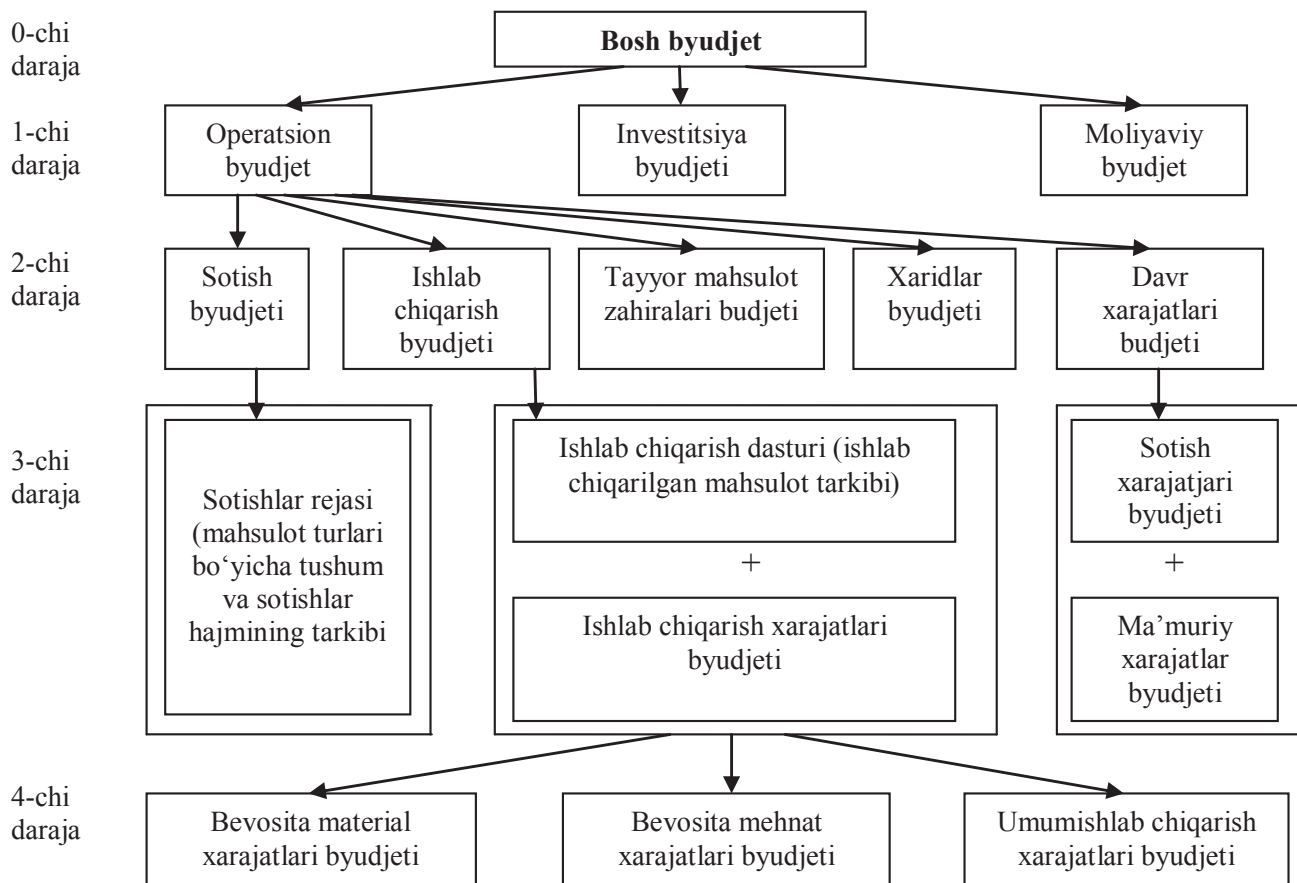 0-chi
daraja
Bosh byudjet
1-chi
daraja
Operatsion
byudjet
Investitsiya
byudjeti
Moliyaviy
byudjet
2-chi
daraja
Sotish
byudjeti
Ishlab
chiqarish
byudjeti
Tayyor mahsulot
zahiralari budjeti
Xaridlar
byudjeti
Davr
xarajatlari
budjeti
3-chi
daraja
Sotishlar rejasi
(mahsulot turlari
bo‘yicha tushum
va sotishlar
hajmining tarkibi
Ishlab chiqarish dasturi (ishlab
chiqarilgan mahsulot tarkibi)
+
Ishlab chiqarish xarajatlari
byudjeti
Sotish
xarajatjari
byudjeti
+
Ma’muriy
xarajatlar
byudjeti
4-chi
daraja
Bevosita material
xarajatlari byudjeti
Bevosita mehnat
xarajatlari byudjeti
Umumishlab chiqarish
xarajatlari byudjeti